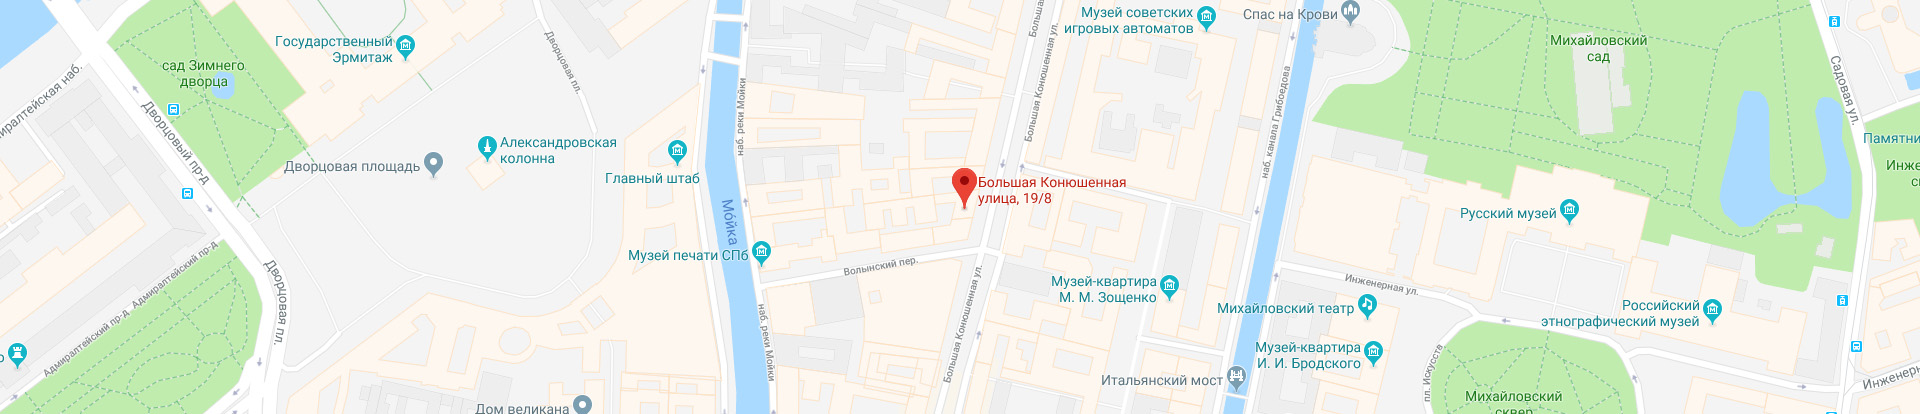 Музей советских
игровых автоматов
Спас на Крови
Михайловский
сад
Садовая ул.
Государственный
Эрмитаж
сад Зимнего
дворца
Дворцовая пл.
Дворцовый пр-д
наб. реки Мойки
Большая Конюшенная ул.
наб. канала Грибоедова
Александровская
колонна
Дворцовая площадь
Главный штаб
Мойка
Большая Конюшенная
улица, 19/8
Русский музей
Памятни
Инже
Музей печати СПб
Волынский пер.
Музей-квартира
М. М. Зощенко
Инженерная ул.
Михайловский театр
Российский
этнографический музей
Адмиралтейский пр-д
Адмиралтейский пр-д
Дворцовая пл.
наб. реки Мойки
Большая Конюшенная ул.
Музей-квартира
И. И. Бродского
Итальянский мост
пл. Искусств
Михайловский
сквер
Инженерная
Дом великана